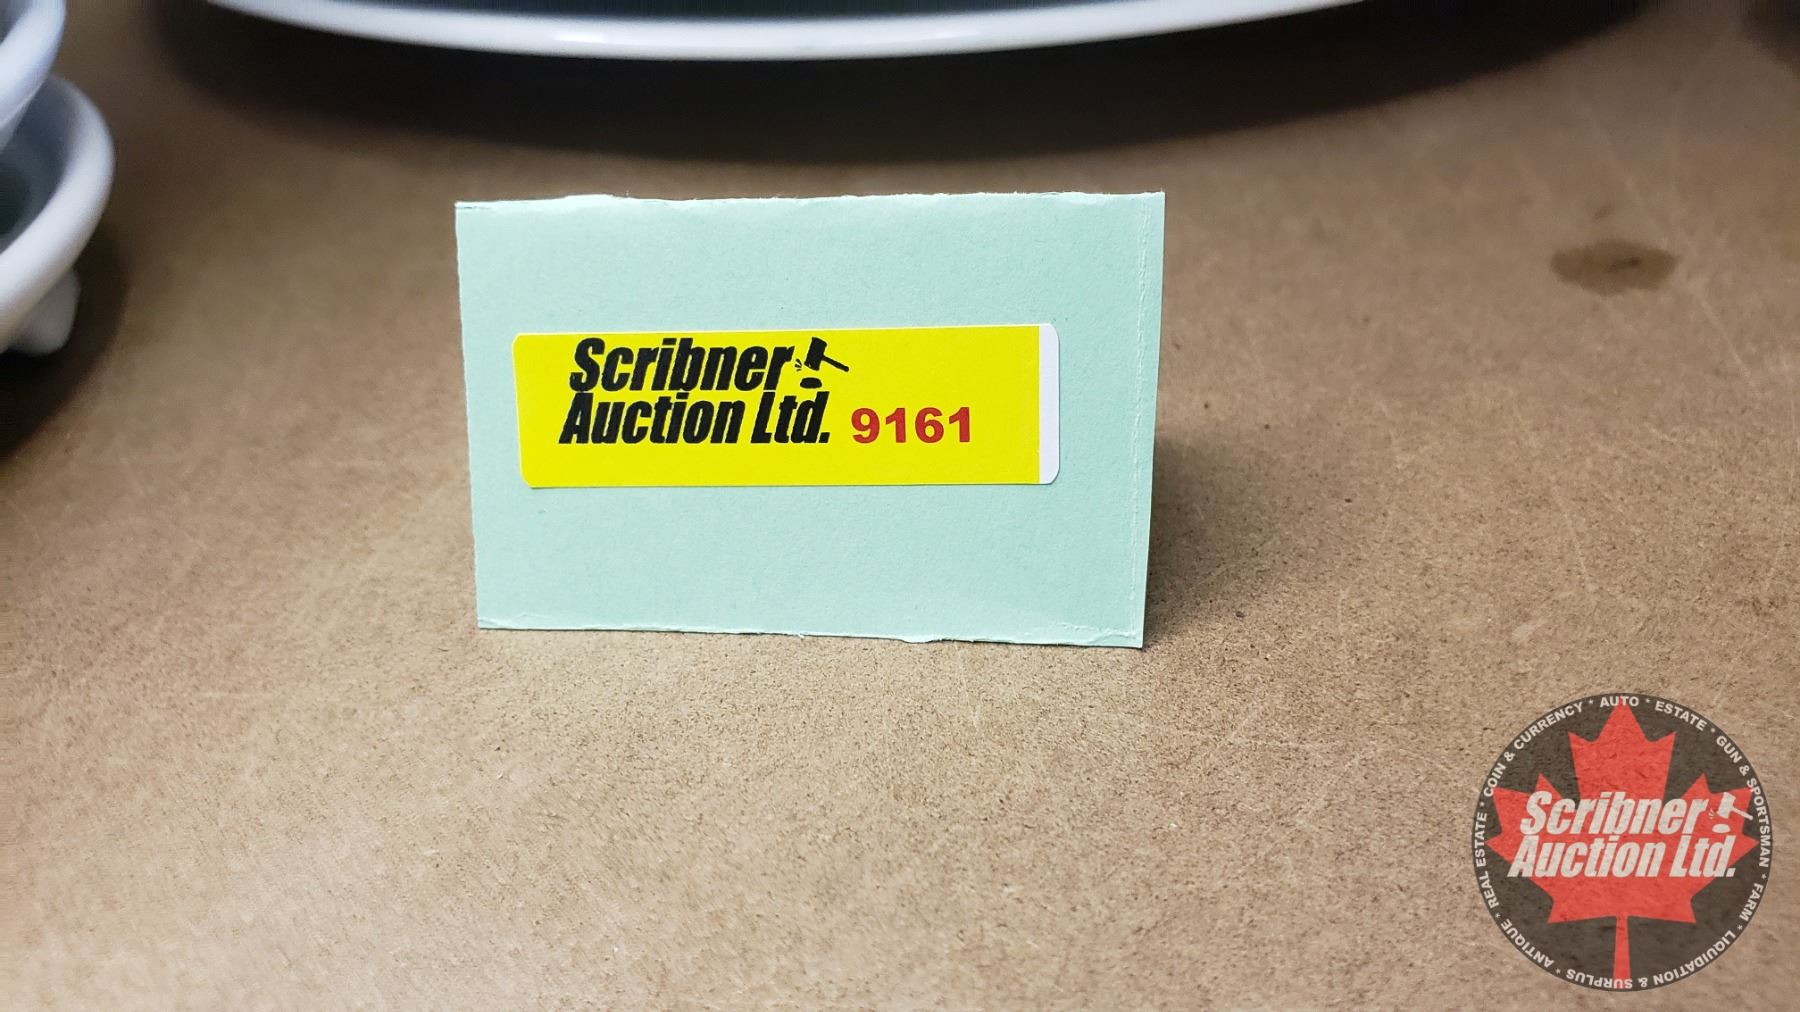 Scribner
Auction Ltd. 9161
COIN & CURRENCY * AUTO * ESTATE * GUN & SPORTSMAN * FARM * LIQUIDATION & SURPLUS * ANTIQUE * REAL ESTATE *
Scribner
Auction Ltd.